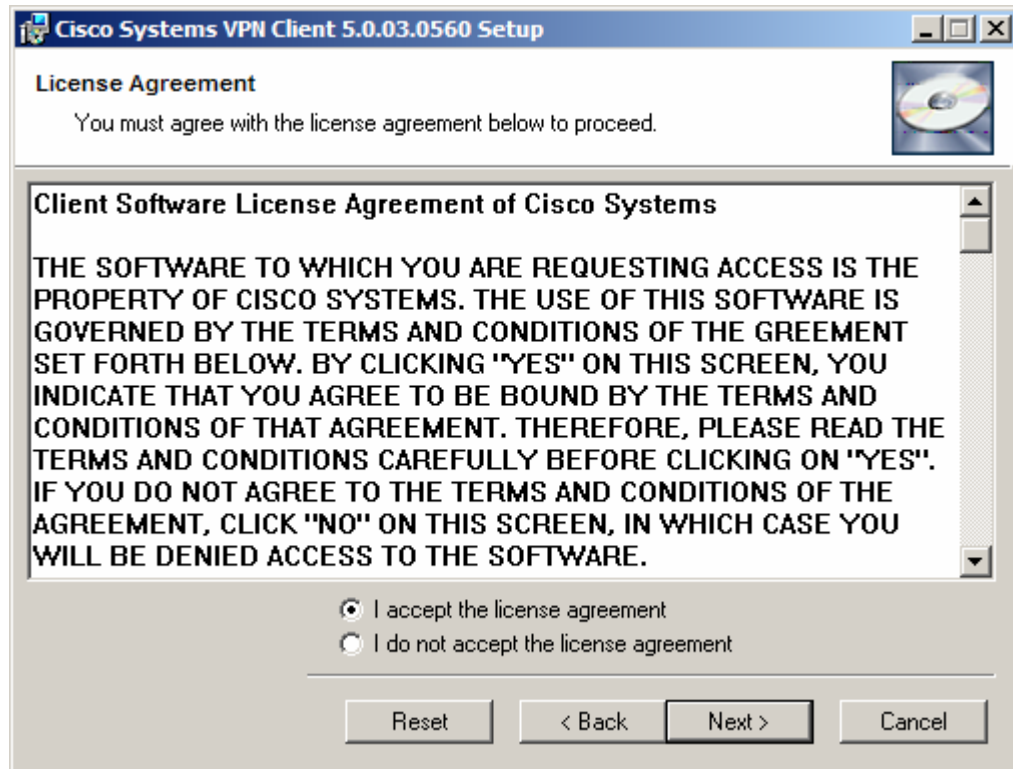 Cisco Systems VPN Client 5.0.03.0560 Setup
License Agreement
You must agree with the license agreement below to proceed.
Client Software License Agreement of Cisco Systems
THE SOFTWARE TO WHICH YOU ARE REQUESTING ACCESS IS THE
PROPERTY OF CISCO SYSTEMS. THE USE OF THIS SOFTWARE IS
GOVERNED BY THE TERMS AND CONDITIONS OF THE GREEMENT
SET FORTH BELOW. BY CLICKING "YES" ON THIS SCREEN, YOU
INDICATE THAT YOU AGREE TO BE BOUND BY THE TERMS AND
CONDITIONS OF THAT AGREEMENT. THEREFORE, PLEASE READ THE
TERMS AND CONDITIONS CAREFULLY BEFORE CLICKING ON "YES".
IF YOU DO NOT AGREE TO THE TERMS AND CONDITIONS OF THE
AGREEMENT, CLICK "NO" ON THIS SCREEN, IN WHICH CASE YOU
WILL BE DENIED ACCESS TO THE SOFTWARE.
I accept the license agreement
I do not accept the license agreement
Reset < Back Next > Cancel